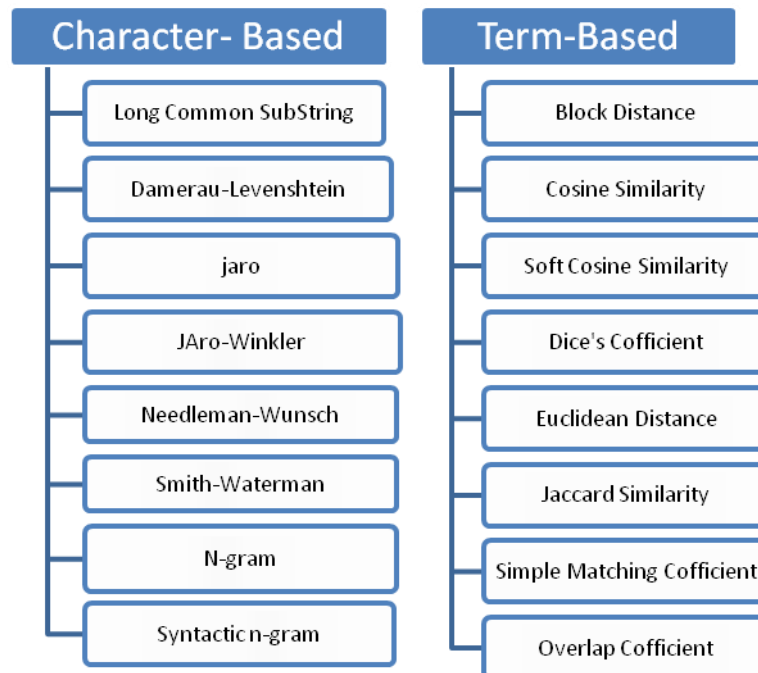 Character- Based
Long Common SubString
Damerau-Levenshtein
jaro
JAro-Winkler
Needleman-Wunsch
Smith-Waterman
N-gram
Syntactic n-gram
Term-Based
Block Distance
Cosine Similarity
Soft Cosine Similarity
Dice's Cofficient
Euclidean Distance
Jaccard Similarity
Simple Matching Cofficient
Overlap Cofficient